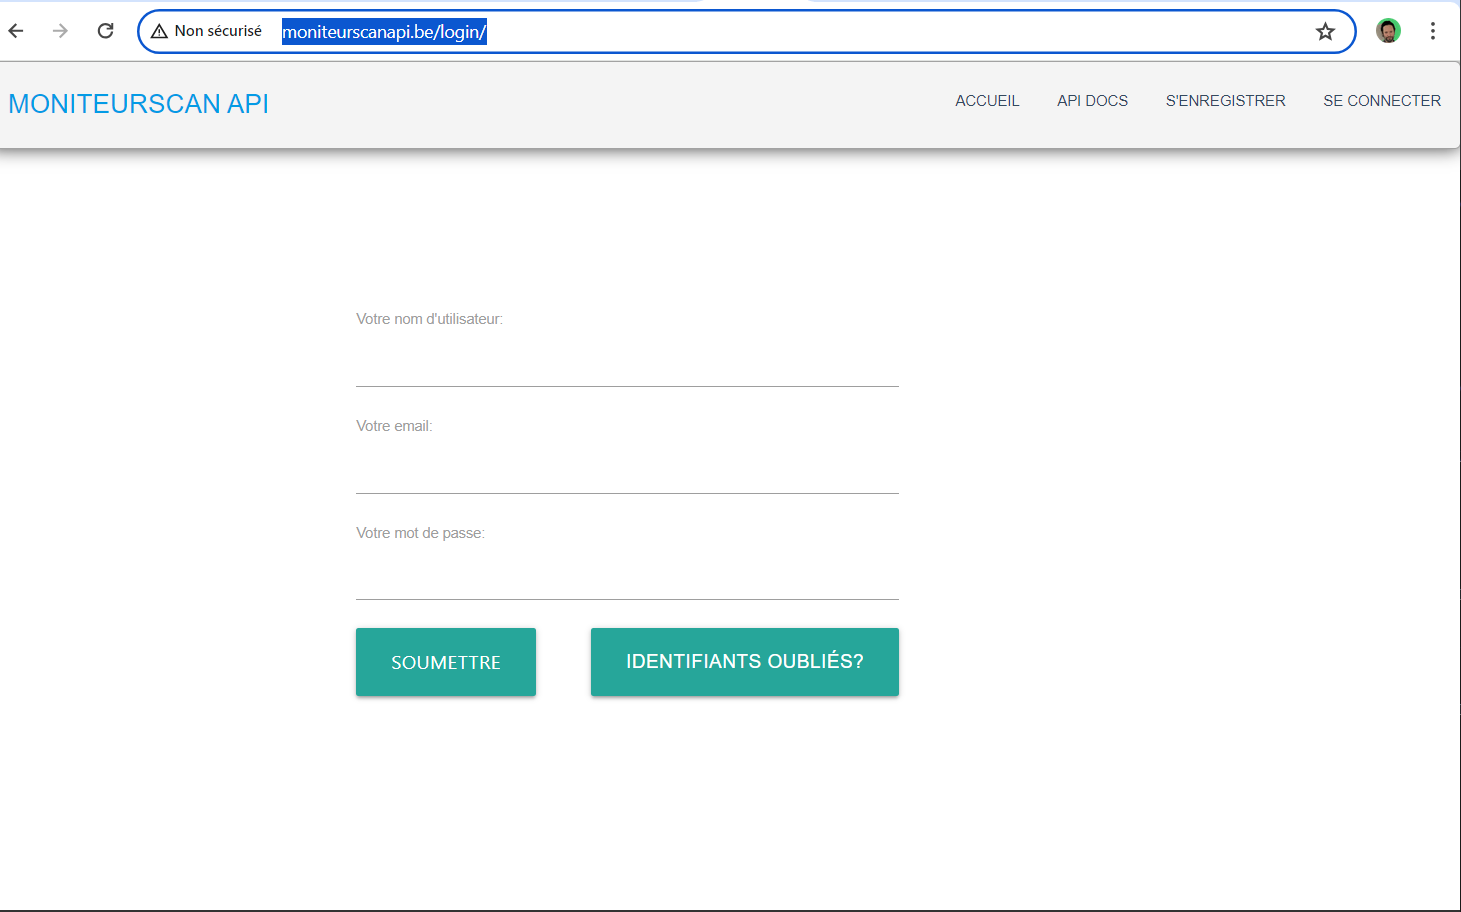 Non sécurisé moniteurscanapi.be/login/
MONITEURSCAN API
ACCUEIL API DOCS S'ENREGISTRER SE CONNECTER
Votre nom d'utilisateur:
Votre email:
Votre mot de passe:
SOUMETTRE IDENTIFIANTS OUBLIÉS?